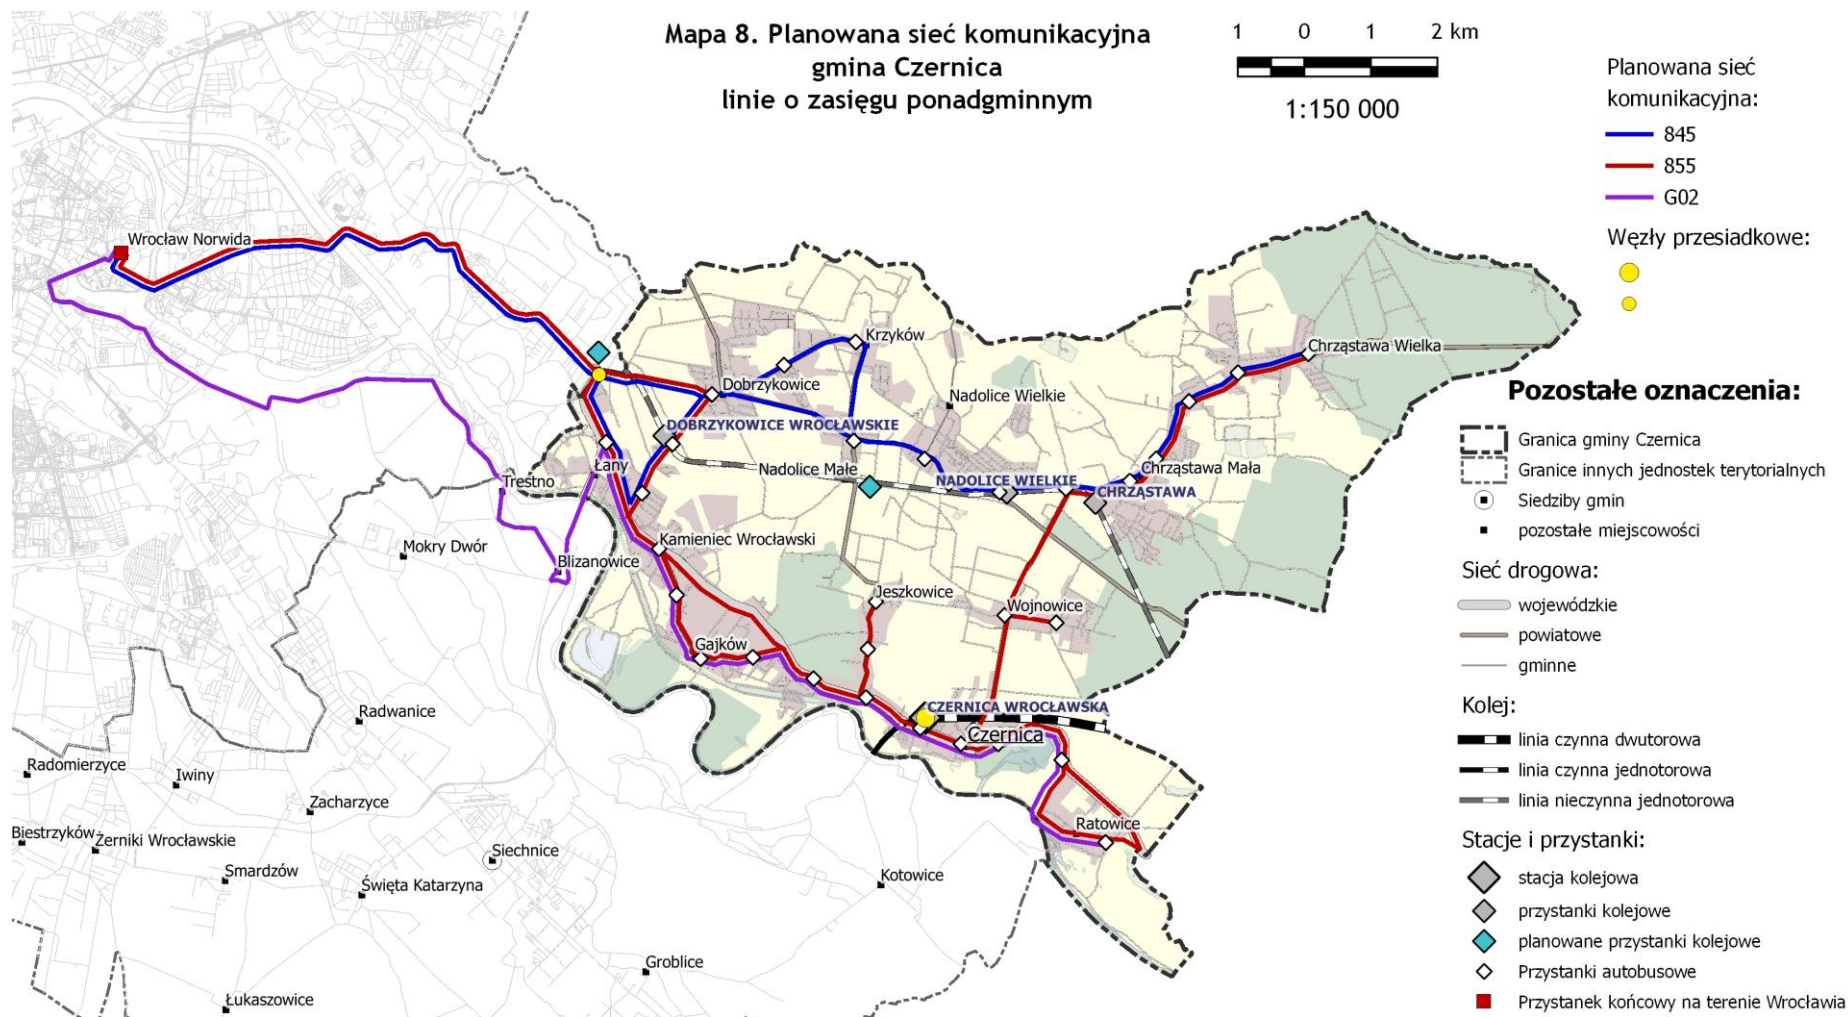 Mapa 8. Planowana sieć komunikacyjna
gmina Czernica
linie o zasięgu ponadgminnym
1 0 1 2 km
1:150 000
Planowana sieć
komunikacyjna:
845
855
G02
Węzły przesiadkowe:
Pozostałe oznaczenia:
Granica gminy Czernica
Granice innych jednostek terytorialnych
Siedziby gmin
pozostałe miejscowości
Sieć drogowa:
wojewódzkie
powiatowe
gminne
Kolej:
linia czynna dwutorowa
linia czynna jednotorowa
linia nieczynna jednotorowa
Stacje i przystanki:
stacja kolejowa
przystanki kolejowe
planowane przystanki kolejowe
Przystanki autobusowe
Przystanek końcowy na terenie Wrocławia
Wrocław Norwida
Krzyków
Chrząstawa Wielka
Dobrzykowice
Nadolice Wielkie
DOBRZYKOWICE WROCŁAWSKIE
Łany
Nadolice Małe
Chrząstawa Mała
NADOLICE WIELKIE
CHRZĄSTAWA
Trestno
Mokry Dwór
Kamieniec Wrocławski
Blizanowice
Jeszkowice
Wojnowice
Gajków
CZERNICA WROCŁAWSKA
Czernica
Radwanice
Radomierzyce
Iwiny
Zacharzyce
Biestrzyków
Żerniki Wrocławskie
Ratowice
Siechnice
Smardzów
Święta Katarzyna
Kotowice
Groblice
Łukaszowice